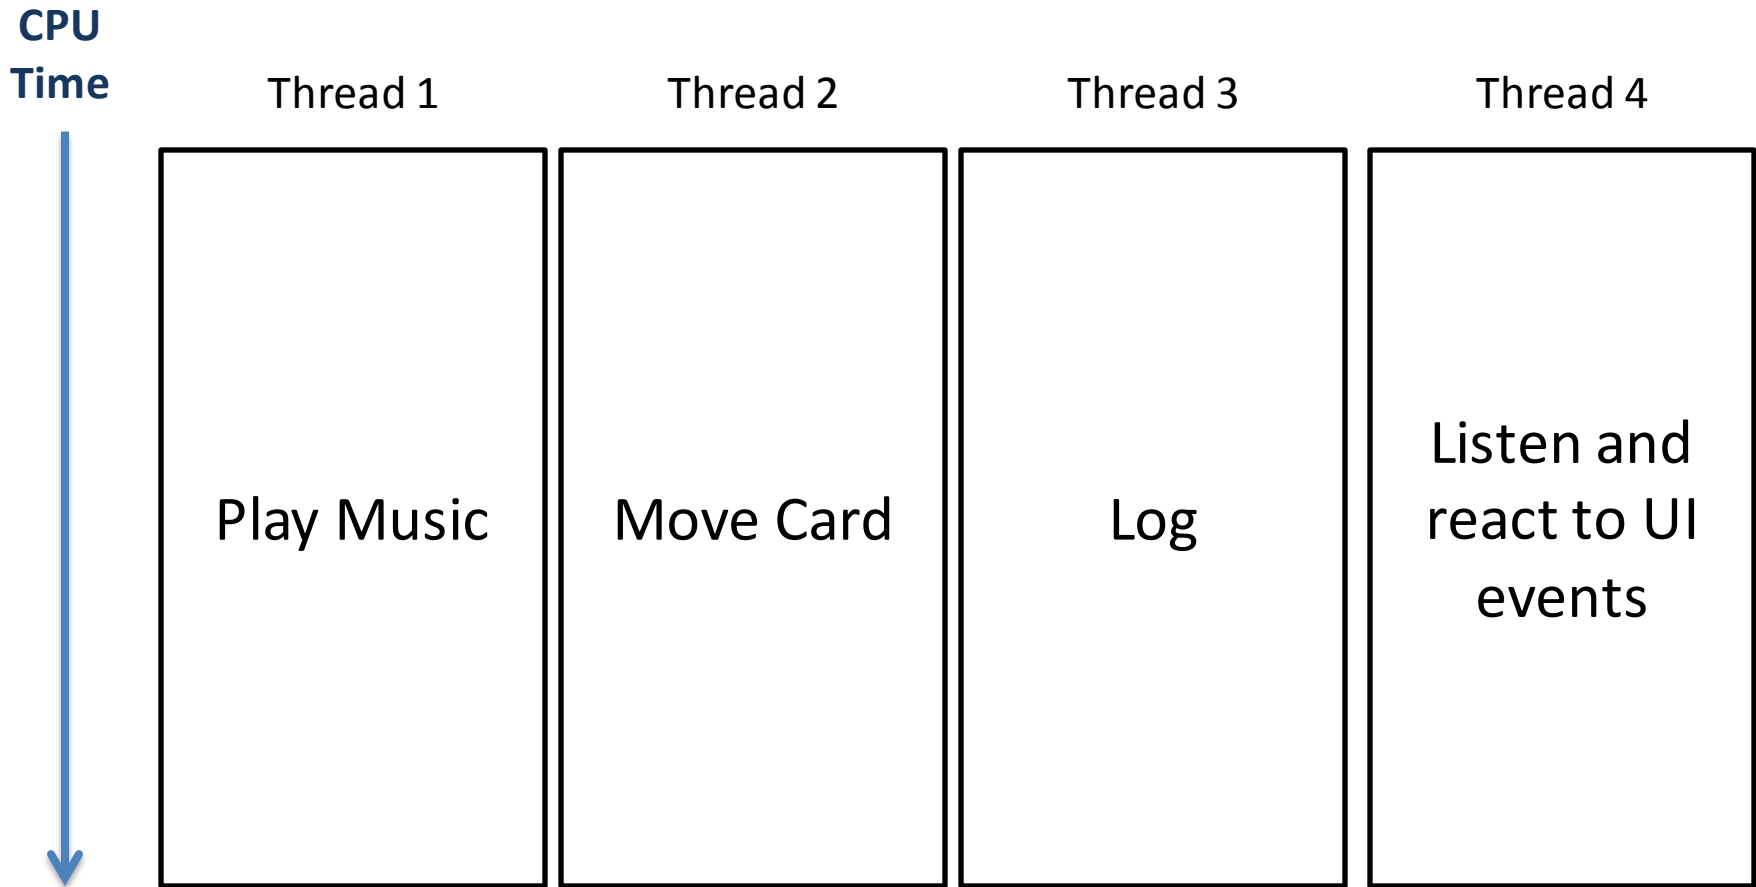 CPU
Time
Thread 1
Thread 2
Thread 3
Thread 4
Play Music
Move Card
Log
Listen and
react to UI
events